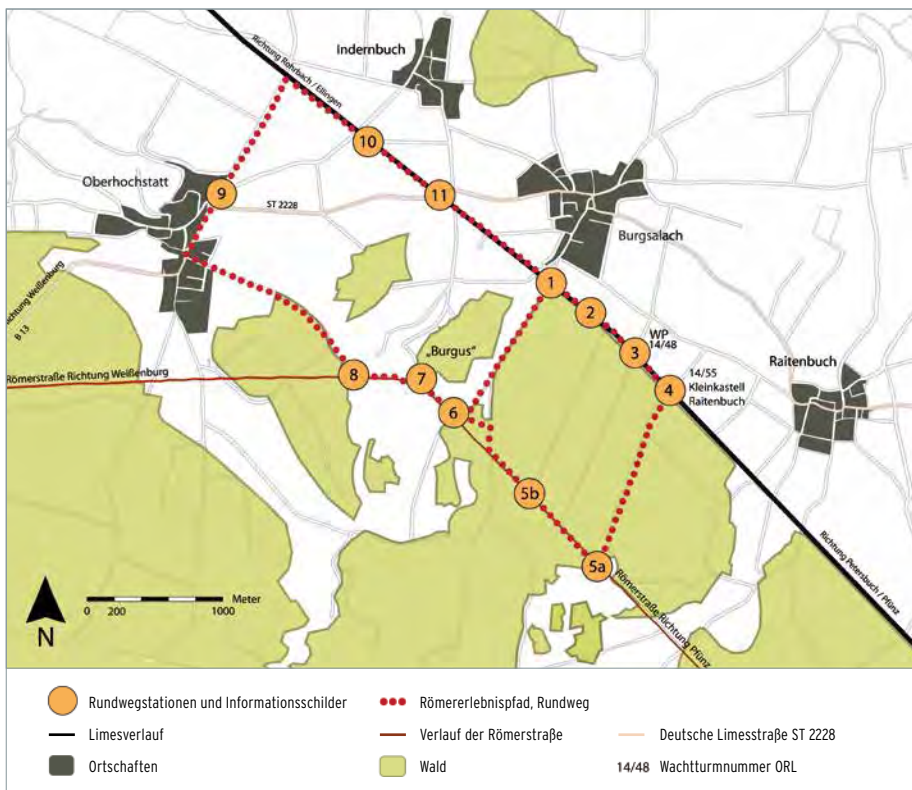 Richtung Rohrbach / Ellingen
Indernbuch
10
Oberhochstatt
9
11
ST 2228
Burgsalach
Richtung Weißenburg
B 13
1
2
3
WP
14/48
„Burgus“
Raitenbuch
Römerstraße Richtung Weißenburg
8
7
4
14/55
Kleinkastell
Raitenbuch
6
5b
5a
Richtung Petersbuch / Pfünz
Römerstraße Richtung Pfünz
N
Meter
0 200 1000
Rundwegstationen und Informationsschilder
Römererlebnispfad, Rundweg
Limesverlauf
Verlauf der Römerstraße
Deutsche Limesstraße ST 2228
Ortschaften
Wald
14/48 Wachtturmnummer ORL